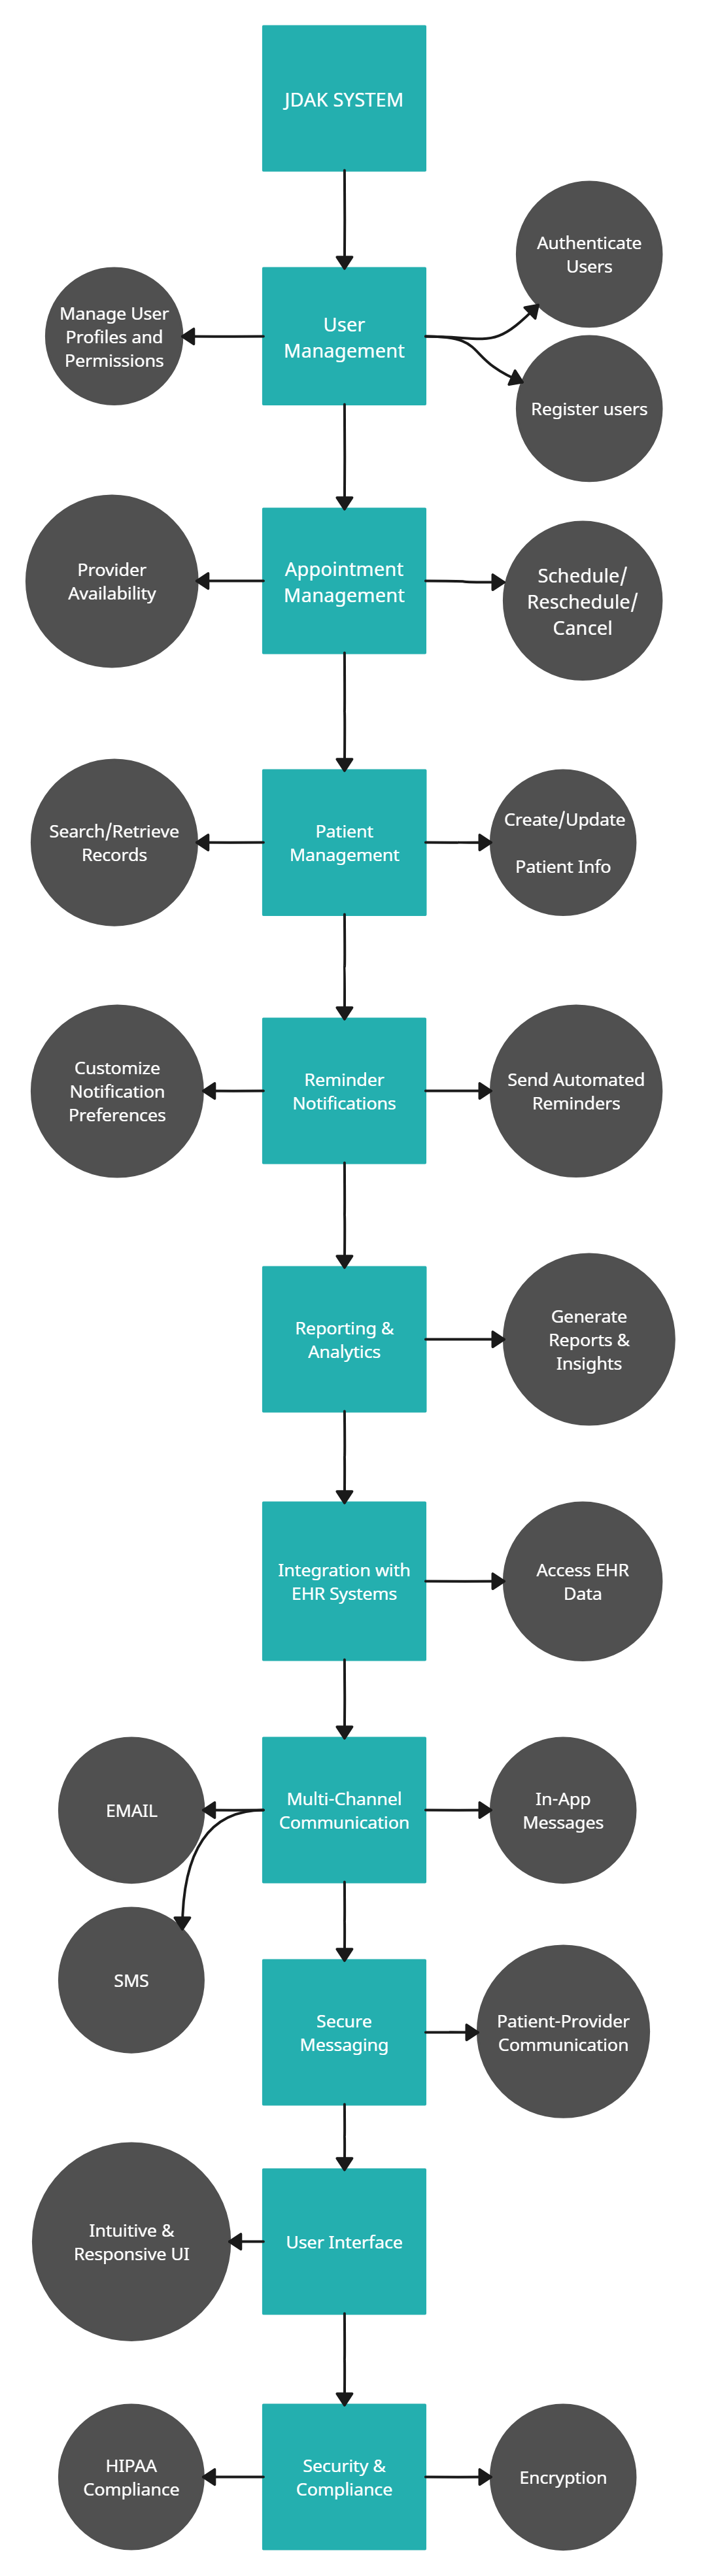 JDAK SYSTEM
Authenticate
Users
Manage User
Profiles and
Permissions
User
Management
Register users
Provider
Availability
Appointment
Management
Schedule/
Reschedule/
Cancel
Search/Retrieve
Records
Patient
Management
Create/Update
Patient Info
Customize
Notification
Preferences
Reminder
Notifications
Send Automated
Reminders
Reporting &
Analytics
Generate
Reports &
Insights
Integration with
EHR Systems
Access EHR
Data
EMAIL
Multi-Channel
Communication
In-App
Messages
SMS
Secure
Messaging
Patient-Provider
Communication
Intuitive &
Responsive UI
User Interface
HIPAA
Compliance
Security &
Compliance
Encryption